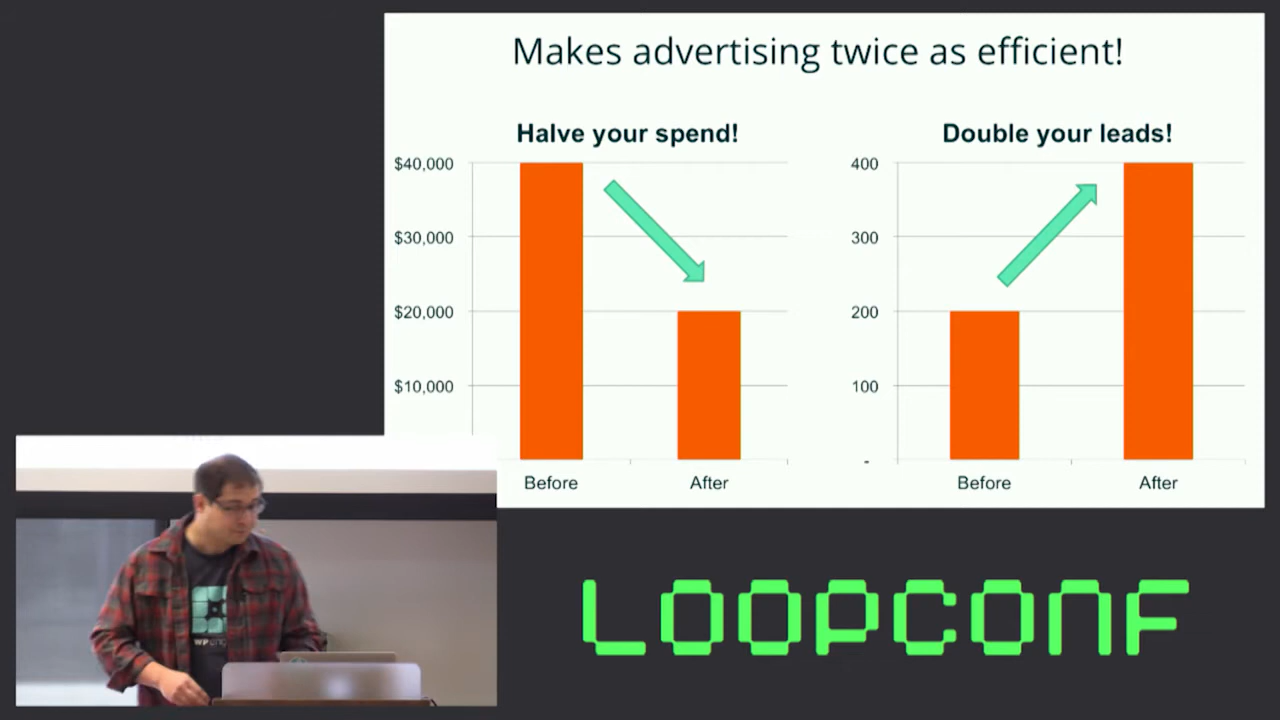 Makes advertising twice as efficient!
Halve your spend!
$40,000
$30,000
$20,000
$10,000
Before
After
Double your leads!
400
300
200
100
-
Before
After
WP
LOOPCONF